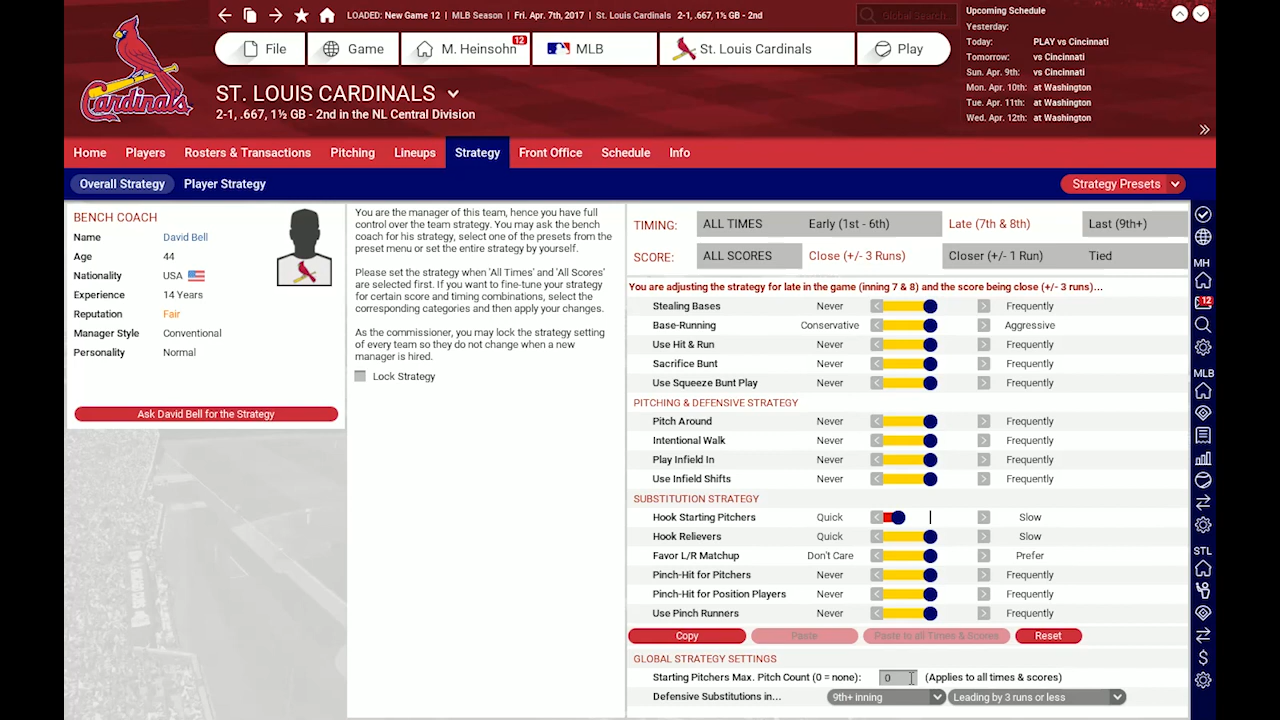 LOADED: New Game 12 | MLB Season | Fri. Apr. 7th, 2017 | St. Louis Cardinals 2-1, .667, 1½ GB - 2nd
Global Search...
File
Game
M. Heinsohn
12
MLB
St. Louis Cardinals
Play
Cardinals
ST. LOUIS CARDINALS
2-1, .667, 1½ GB - 2nd in the NL Central Division
Upcoming Schedule
Yesterday:
Today: PLAY vs Cincinnati
Tomorrow: vs Cincinnati
Sun. Apr. 9th: vs Cincinnati
Mon. Apr. 10th: at Washington
Tue. Apr. 11th: at Washington
Wed. Apr. 12th: at Washington
Home Players Rosters & Transactions Pitching Lineups Strategy Front Office Schedule Info
Overall Strategy Player Strategy
Strategy Presets
BENCH COACH
Name David Bell
Age 44
Nationality USA
Experience 14 Years
Reputation Fair
Manager Style Conventional
Personality Normal
Ask David Bell for the Strategy
You are the manager of this team, hence you have full
control over the team strategy. You may ask the bench
coach for his strategy, select one of the presets from the
preset menu or set the entire strategy by yourself.
Please set the strategy when 'All Times' and 'All Scores'
are selected first. If you want to fine-tune your strategy
for certain score and timing combinations, select the
corresponding categories and then apply your changes.
As the commissioner, you may lock the strategy setting
of every team so they do not change when a new
manager is hired.
Lock Strategy
TIMING: ALL TIMES Early (1st - 6th) Late (7th & 8th) Last (9th+)
SCORE: ALL SCORES Close (+/- 3 Runs) Closer (+/- 1 Run) Tied
You are adjusting the strategy for late in the game (inning 7 & 8) and the score being close (+/- 3 runs)...
Stealing Bases Never Frequently
Base-Running Conservative Aggressive
Use Hit & Run Never Frequently
Sacrifice Bunt Never Frequently
Use Squeeze Bunt Play Never Frequently
PITCHING & DEFENSIVE STRATEGY
Pitch Around Never Frequently
Intentional Walk Never Frequently
Play Infield In Never Frequently
Use Infield Shifts Never Frequently
SUBSTITUTION STRATEGY
Hook Starting Pitchers Quick Slow
Hook Relievers Quick Slow
Favor L/R Matchup Don't Care Prefer
Pinch-Hit for Pitchers Never Frequently
Pinch-Hit for Position Players Never Frequently
Use Pinch Runners Never Frequently
Copy Paste Paste to all Times & Scores Reset
GLOBAL STRATEGY SETTINGS
Starting Pitchers Max. Pitch Count (0 = none): 0 (Applies to all times & scores)
Defensive Substitutions in... 9th+ inning Leading by 3 runs or less
MH
12
MLB
STL